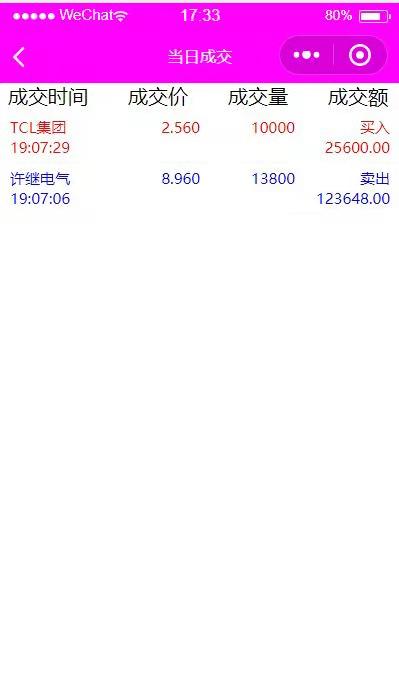 ●●●●● WeChat 17:33 80%
当日成交
成交时间 成交价 成交量 成交额
TCL集团 2.560 10000 买入
19:07:29 25600.00
许继电气 8.960 13800 卖出
19:07:06 123648.00